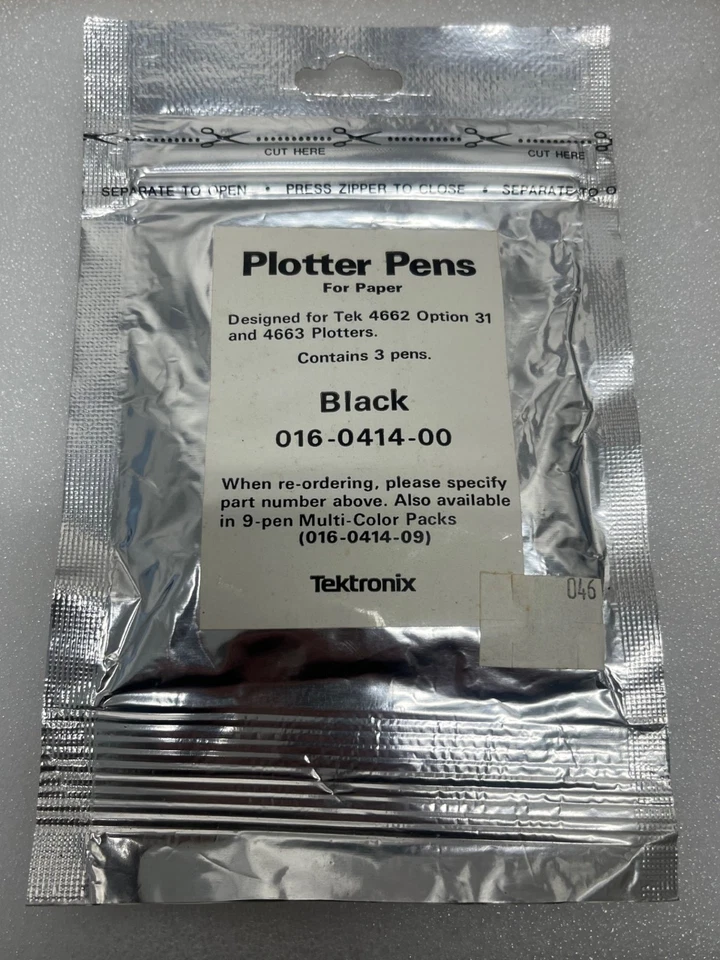 CUT HERE CUT HERE
SEPARATE TO OPEN • PRESS ZIPPER TO CLOSE • SEPARATE TO O
Plotter Pens
For Paper
Designed for Tek 4662 Option 31
and 4663 Plotters.
Contains 3 pens.
Black
016-0414-00
When re-ordering, please specify
part number above. Also available
in 9-pen Multi-Color Packs
(016-0414-09)
Tektronix
046